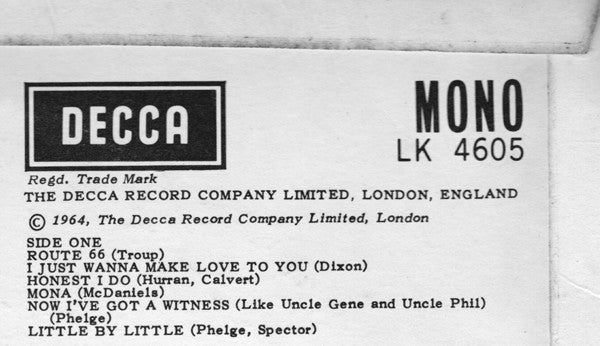 DECCA
MONO
LK 4605
Regd. Trade Mark
THE DECCA RECORD COMPANY LIMITED, LONDON, ENGLAND
© 1964, The Decca Record Company Limited, London
SIDE ONE
ROUTE 66 (Troup)
I JUST WANNA MAKE LOVE TO YOU (Dixon)
HONEST I DO (Hurran, Calvert)
MONA (McDaniels)
NOW I'VE GOT A WITNESS (Like Uncle Gene and Uncle Phil)
(Phelge)
LITTLE BY LITTLE (Phelge, Spector)